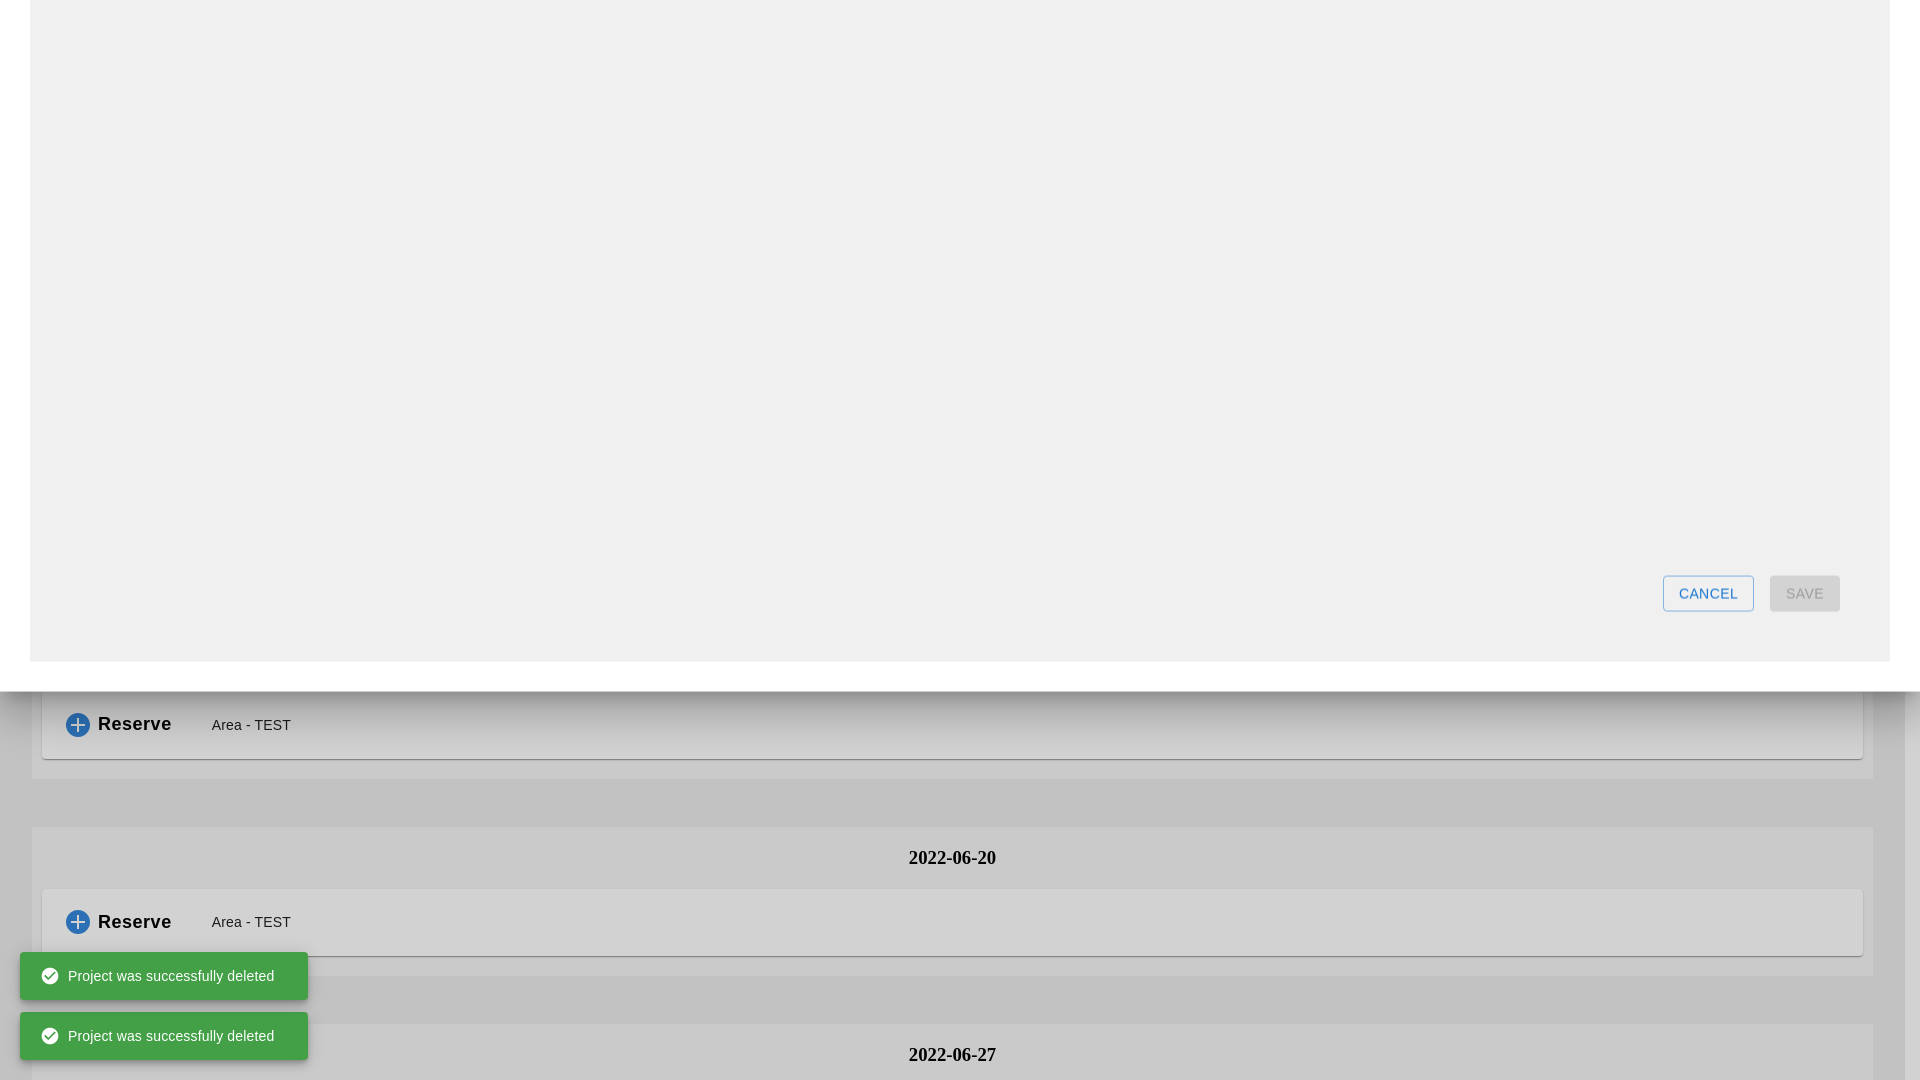 CANCEL SAVE
Reserve Area - TEST
2022-06-20
Reserve Area - TEST
Project was successfully deleted
Project was successfully deleted
2022-06-27